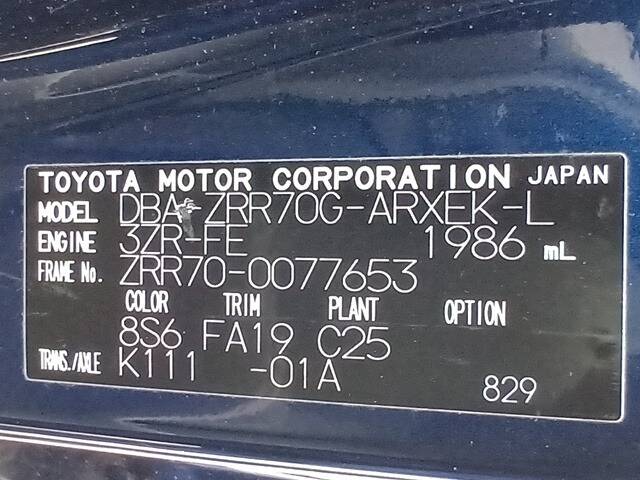 TOYOTA MOTOR CORPORATION JAPAN
MODEL DBA-ZRR70G-ARXEK-L
ENGINE 3ZR-FE 1986 mL
FRAME No. ZRR70-0077653
COLOR TRIM PLANT OPTION
8S6 FA19 C25
TRANS./AXLE K111 -01A
829